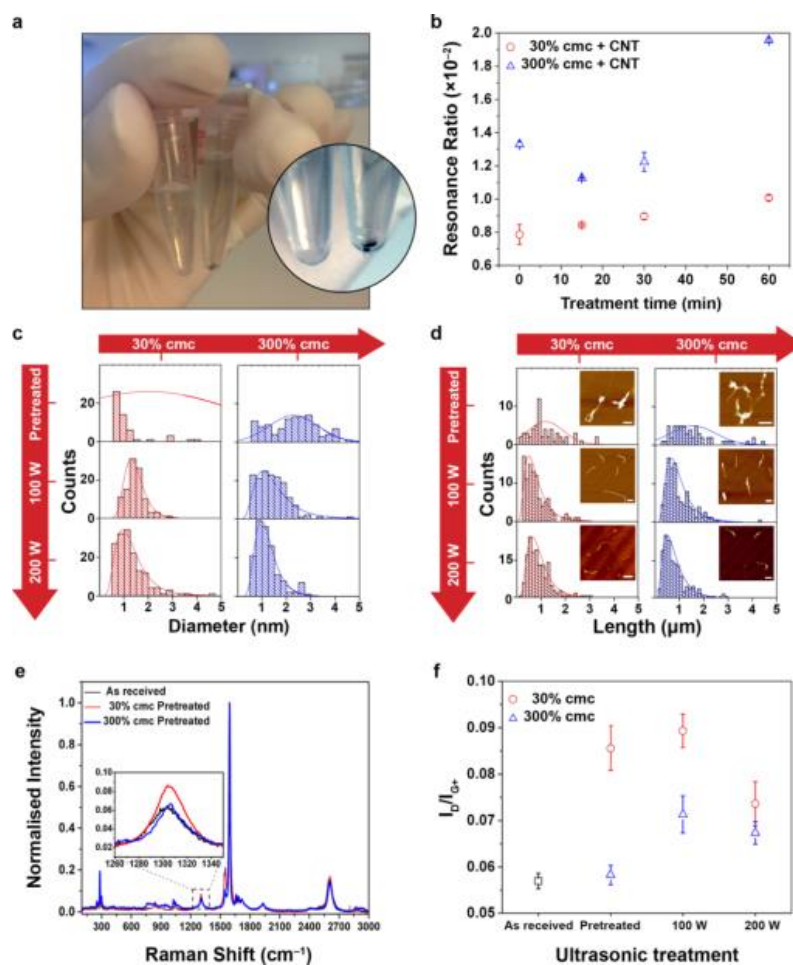 a
b
30% cmc + CNT
300% cmc + CNT
Resonance Ratio (×10⁻²)
2.0
1.8
1.6
1.4
1.2
1.0
0.8
0.6
0 10 20 30 40 50 60
Treatment time (min)
c
30% cmc 300% cmc
Pretreated
100 W
200 W
Counts
40
20
0
20
0
20
0
1 2 3 4 5 1 2 3 4 5
Diameter (nm)
d
30% cmc 300% cmc
Pretreated
100 W
200 W
Counts
10
0
15
0
15
0
0 1 2 3 4 0 1 2 3 4 5
Length (µm)
e
As received
30% cmc Pretreated
300% cmc Pretreated
Normalised Intensity
1.0
0.8
0.6
0.4
0.2
0.0
0.10
0.08
0.06
0.04
0.02
1260 1280 1300 1320 1340
300 600 900 1200 1500 1800 2100 2400 2700 3000
Raman Shift (cm⁻¹)
f
30% cmc
300% cmc
I_D/I_G+
0.10
0.09
0.08
0.07
0.06
0.05
As received Pretreated 100 W 200 W
Ultrasonic treatment